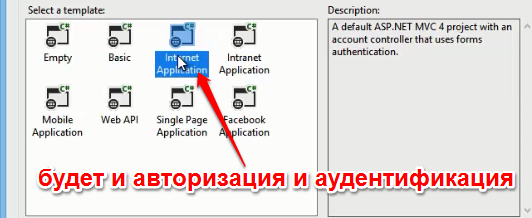 Select a template:
Description:
Empty
Basic
Internet Application
Intranet Application
A default ASP.NET MVC 4 project with an
account controller that uses forms
authentication.
Mobile Application
Web API
Single Page Application
Facebook Application
будет и авторизация и аудентификация